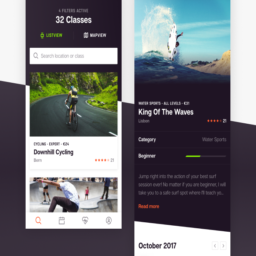 4 FILTERS ACTIVE
32 Classes
LISTVIEW
MAPVIEW
Search location or class
CYCLING - EXPERT - €24
Downhill Cycling
Bern
21
WATER SPORTS - ALL LEVELS - €31
King Of The Waves
Lisbon
21
Category
Water Sports
Beginner
Jump right into the action at your best surf
session ever! No matter if you are beginner, I will
take you to a safe surf spot where I'll teach yo...
Read more
October 2017